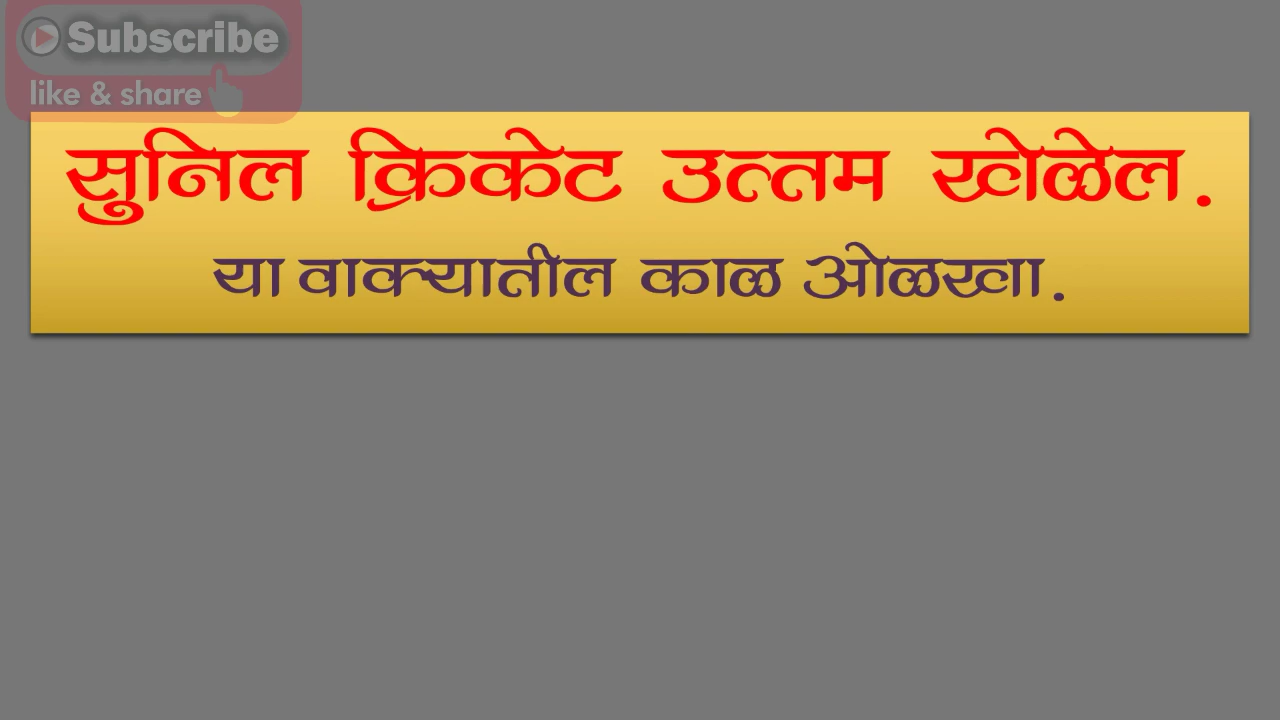 Subscribe
like & share
सुनिल क्रिकेट उत्तम खेळेल.
या वाक्यातील काळ ओळखा.